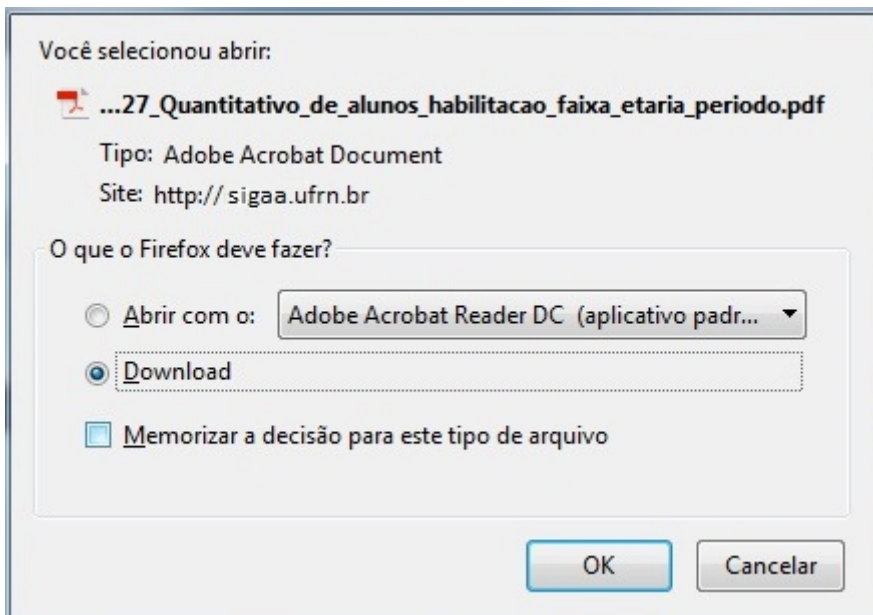 Você selecionou abrir:
...27_Quantitativo_de_alunos_habilitacao_faixa_etaria_periodo.pdf
Tipo: Adobe Acrobat Document
Site: http:// sigaa.ufrn.br
O que o Firefox deve fazer?
Abrir com o: Adobe Acrobat Reader DC (aplicativo padr...
Download
Memorizar a decisão para este tipo de arquivo
OK Cancelar